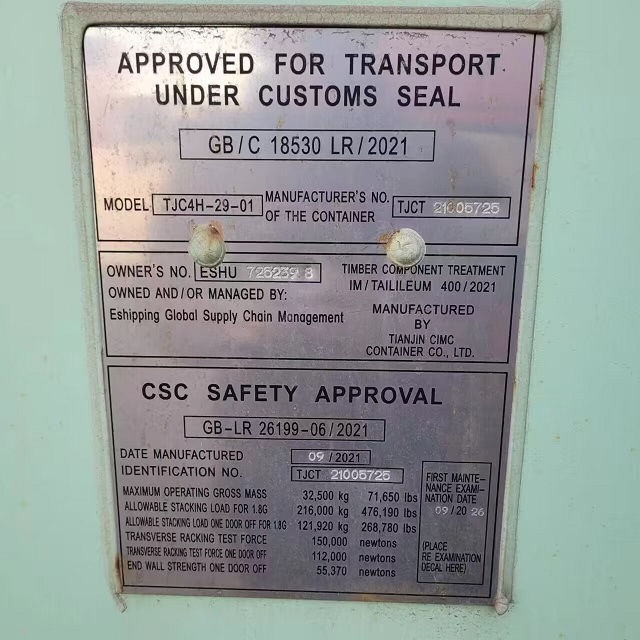 APPROVED FOR TRANSPORT
UNDER CUSTOMS SEAL
GB/C 18530 LR/2021
MODEL TJC4H-29-01
MANUFACTURER'S NO.
OF THE CONTAINER
TJCT 21005725
OWNER'S NO. ESHU 725239 8
OWNED AND/OR MANAGED BY:
Eshipping Global Supply Chain Management
TIMBER COMPONENT TREATMENT
IM/TAILILEUM 400/2021
MANUFACTURED
BY
TIANJIN CIMC
CONTAINER CO., LTD.
CSC SAFETY APPROVAL
GB-LR 26199-06/2021
DATE MANUFACTURED 09/2021
IDENTIFICATION NO. TJCT 21005725
MAXIMUM OPERATING GROSS MASS 32,500 kg 71,650 lbs
ALLOWABLE STACKING LOAD FOR 1.8G 216,000 kg 476,190 lbs
ALLOWABLE STACKING LOAD ONE DOOR OFF FOR 1.8G 121,920 kg 268,780 lbs
TRANSVERSE RACKING TEST FORCE 150,000 newtons
TRANSVERSE RACKING TEST FORCE ONE DOOR OFF 112,000 newtons
END WALL STRENGTH ONE DOOR OFF 55,370 newtons
FIRST MAINTE-
NANCE EXAMI-
NATION DATE
09/20 26
(PLACE
RE EXAMINATION
DECAL HERE)